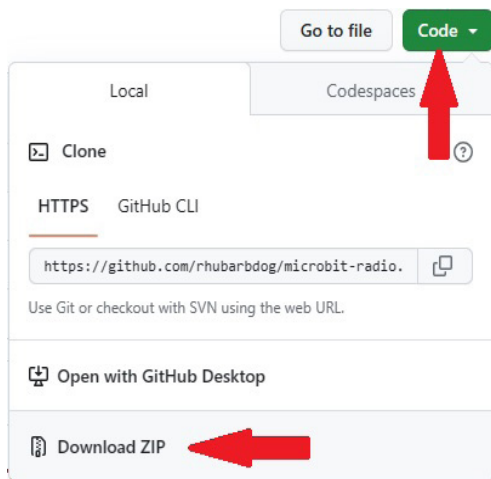 Go to file
Code
Local
Codespaces
Clone
?
HTTPS
GitHub CLI
https://github.com/rhubarbdog/microbit-radio.
Use Git or checkout with SVN using the web URL.
Open with GitHub Desktop
Download ZIP